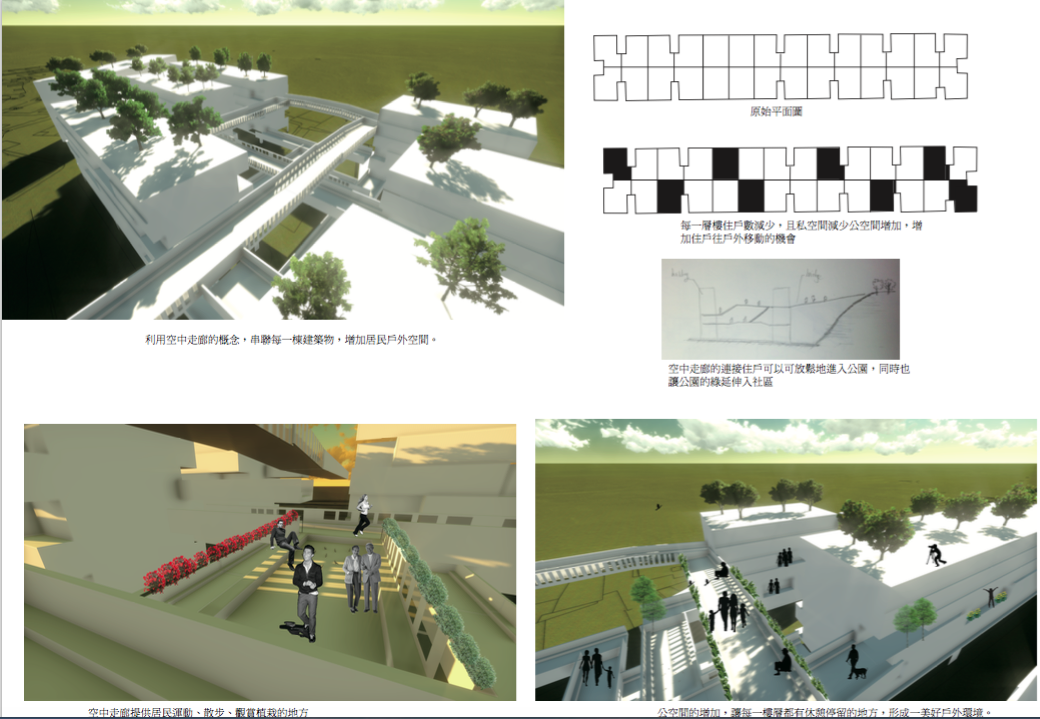 原始平面圖
每一層樓住戶數減少，且私空間減少公空間增加，增
加住戶往戶外移動的機會
利用空中走廊的概念，串聯每一棟建築物，增加居民戶外空間。
空中走廊的連接住戶可以可放鬆地進入公園，同時也
讓公園的綠延伸入社區
空中走廊提供居民運動、散步、觀賞植栽的地方
公空間的增加，讓每一樓層都有休憩停留的地方，形成一美好戶外環境。